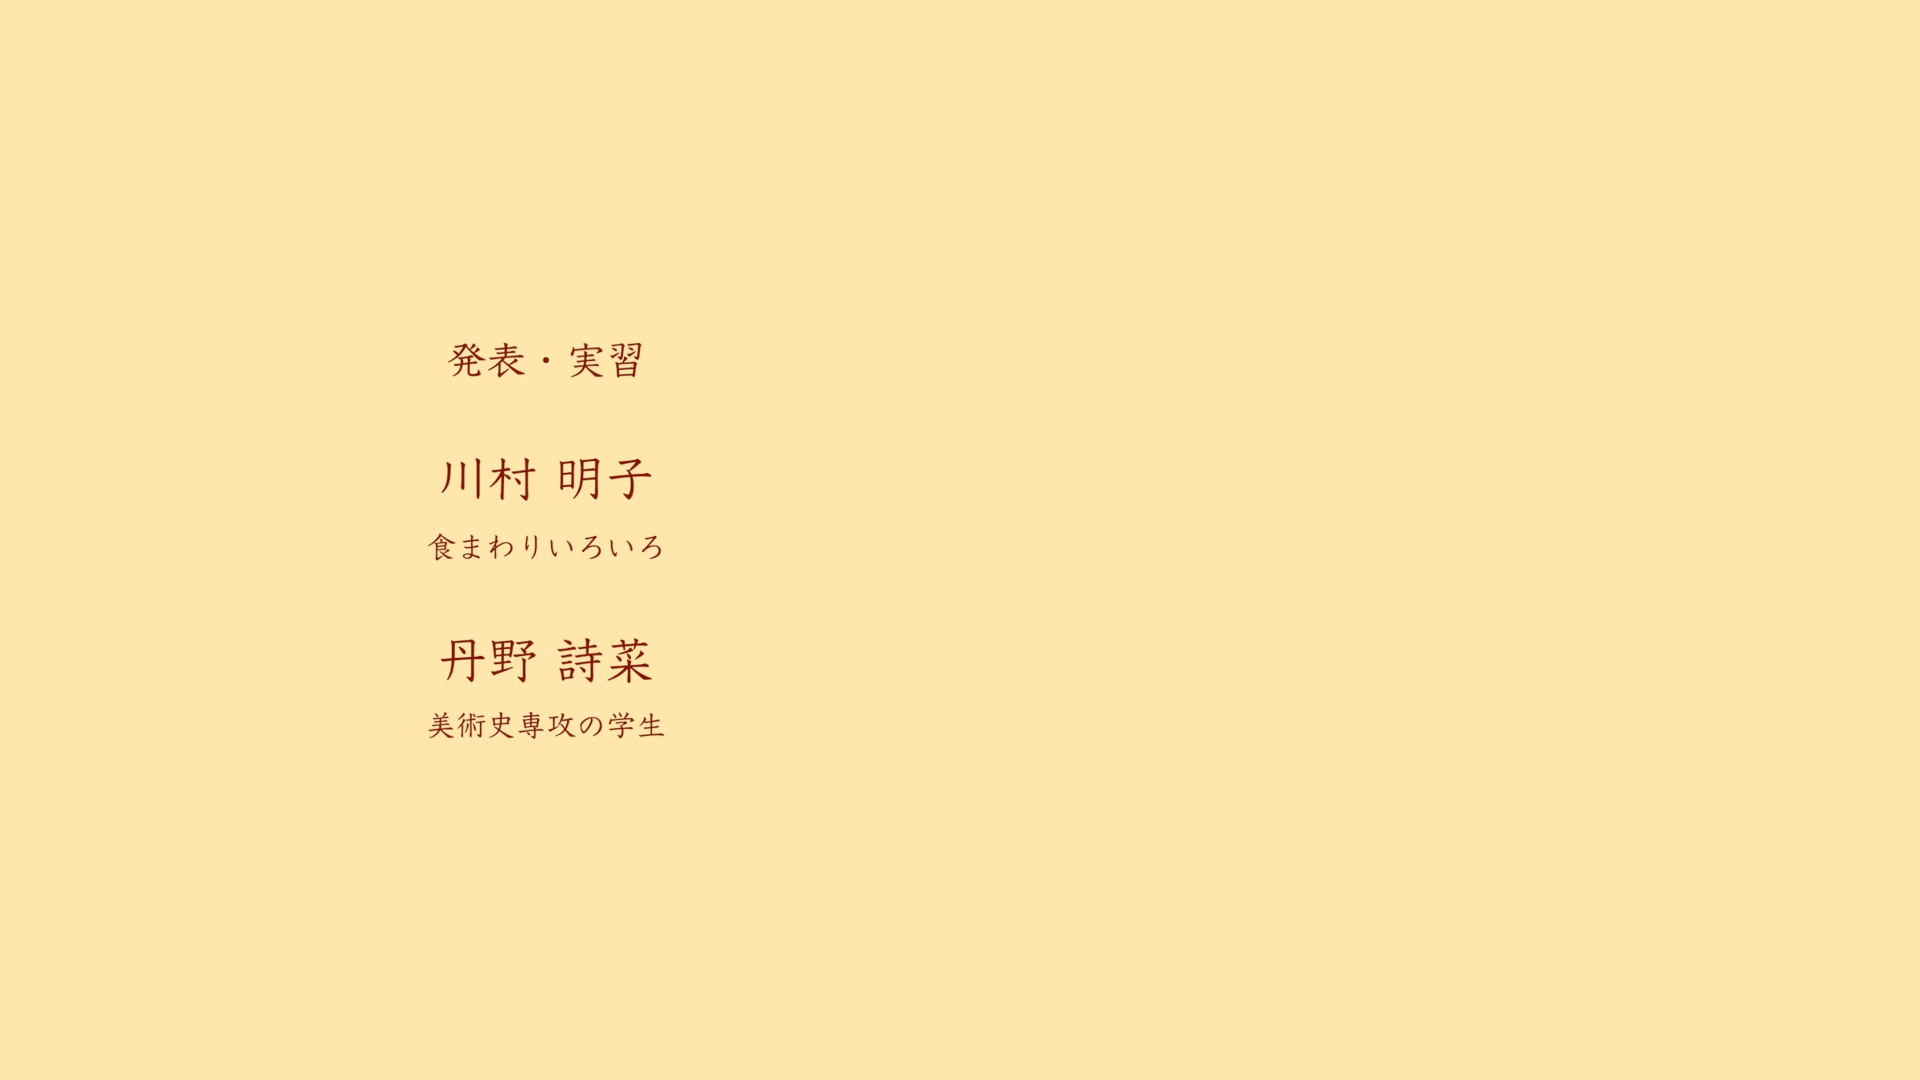 発表・実習
川村 明子
食まわりいろいろ
丹野 詩菜
美術史専攻の学生